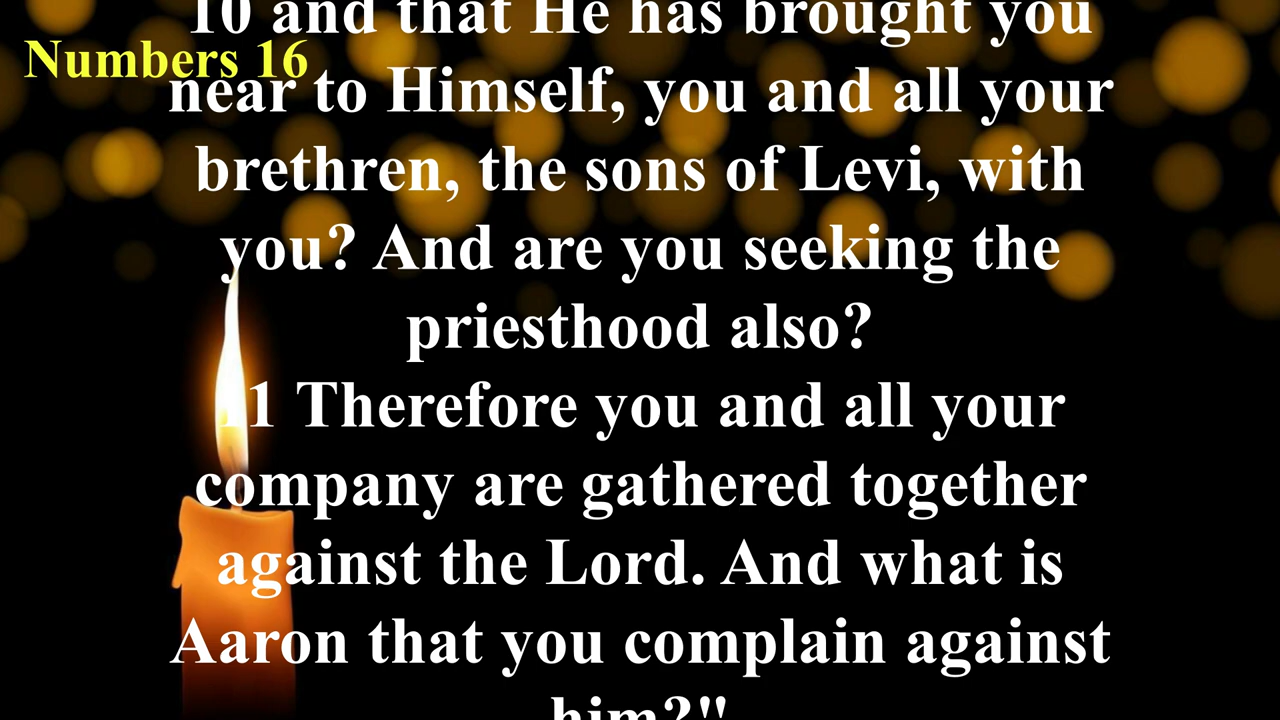 10 and that He has brought you
Numbers 16
near to Himself, you and all your
brethren, the sons of Levi, with
you? And are you seeking the
priesthood also?
11 Therefore you and all your
company are gathered together
against the Lord. And what is
Aaron that you complain against
him?"